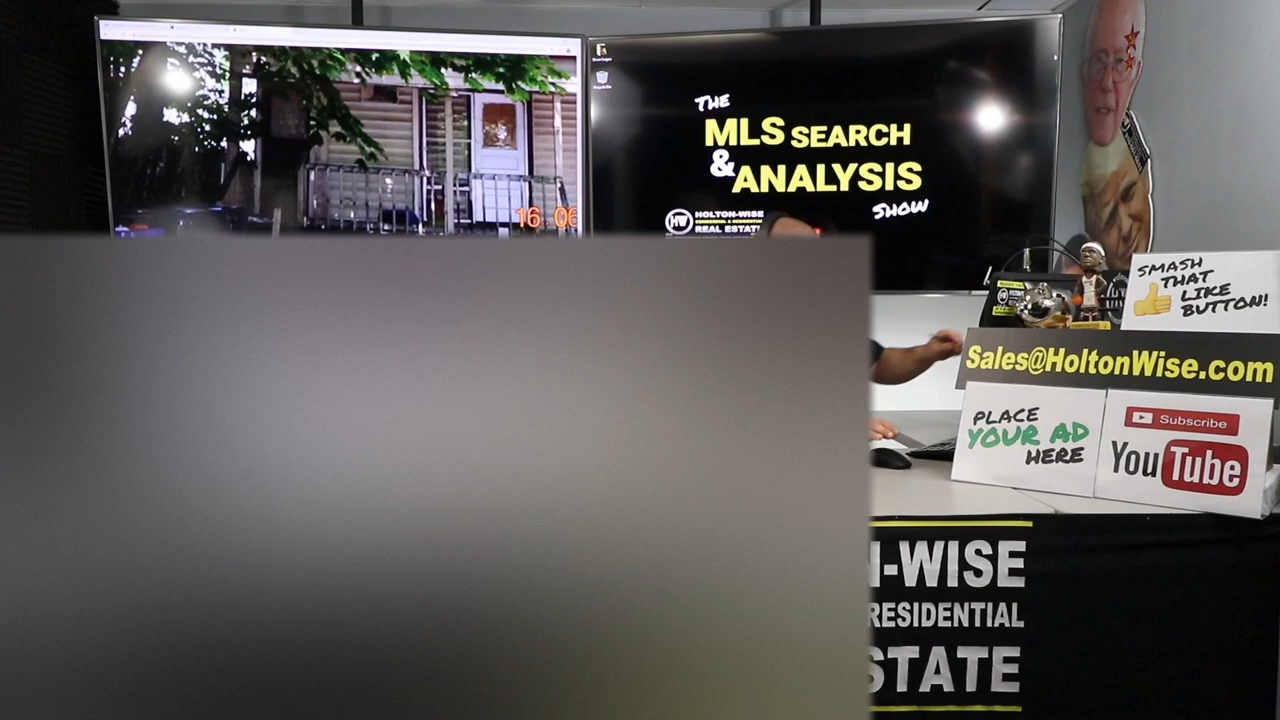 16 06
THE
MLS SEARCH
& ANALYSIS
SHOW
HW
HOLTON-WISE
REAL ESTATE
SMASH
THAT
LIKE
BUTTON!
Sales@HoltonWise.com
PLACE
YOUR AD
HERE
Subscribe
YouTube
-WISE
RESIDENTIAL
STATE